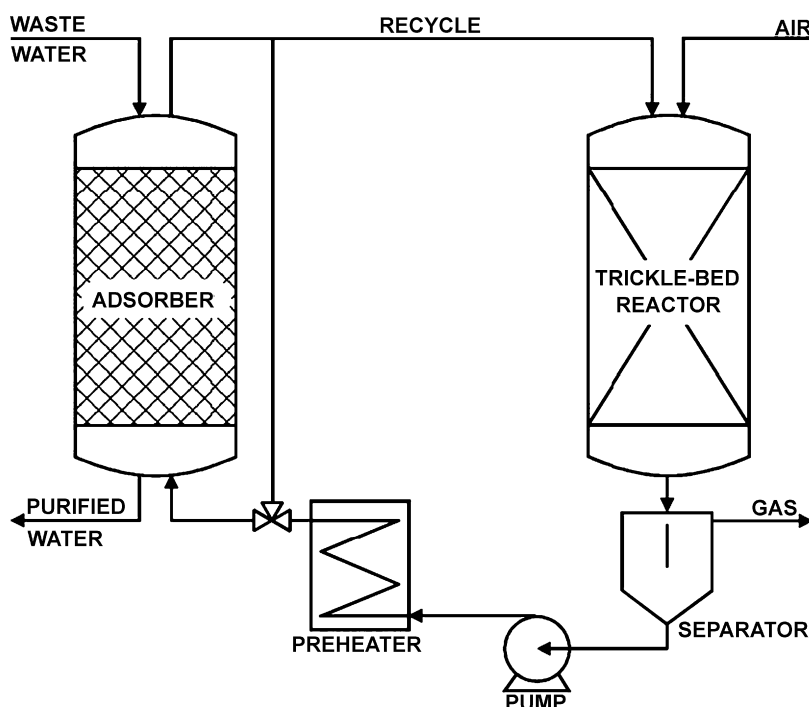 WASTE
WATER
RECYCLE
AIR
ADSORBER
TRICKLE-BED
REACTOR
PURIFIED
WATER
GAS
PREHEATER
SEPARATOR
PUMP